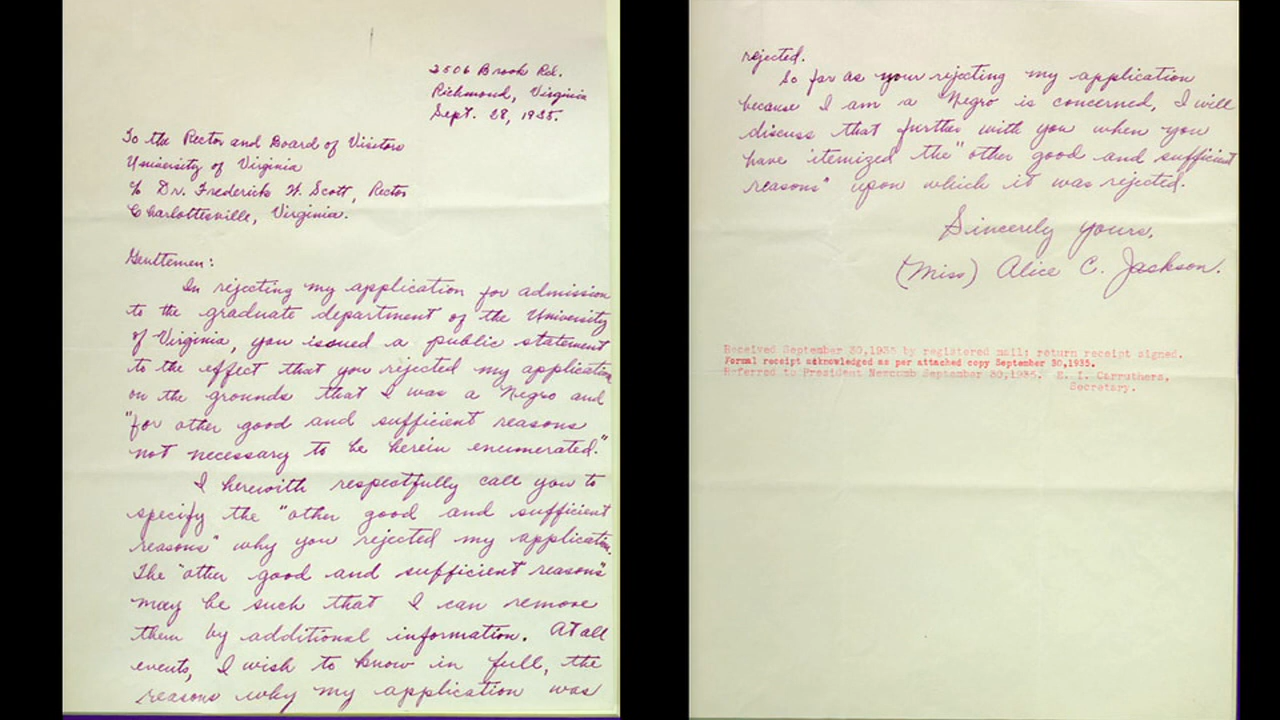 2506 Brook Rd.
Richmond, Virginia
Sept. 28, 1935.
To the Rector and Board of Visitors
University of Virginia
c/o Dr. Frederick W. Scott, Rector
Charlottesville, Virginia.
Gentlemen:
In rejecting my application for admission
to the graduate department of the University
of Virginia, you issued a public statement
to the effect that you rejected my application
on the grounds that I was a Negro and
"for other good and sufficient reasons
not necessary to be herein enumerated."
I herewith respectfully call you to
specify the "other good and sufficient
reasons" why you rejected my application.
The "other good and sufficient reasons"
may be such that I can remove
them by additional information. At all
events, I wish to know in full, the
reasons why my application was
rejected.
So far as your rejecting my application
because I am a Negro is concerned, I will
discuss that further with you when you
have itemized the "other good and sufficient
reasons" upon which it was rejected.
Sincerely yours,
(Miss) Alice C. Jackson.
Received September 30,1935 by registered mail; return receipt signed.
Formal receipt acknowledged as per attached copy September 30,1935.
Referred to President Newcomb September 30,1935. E. I. Carruthers,
Secretary.